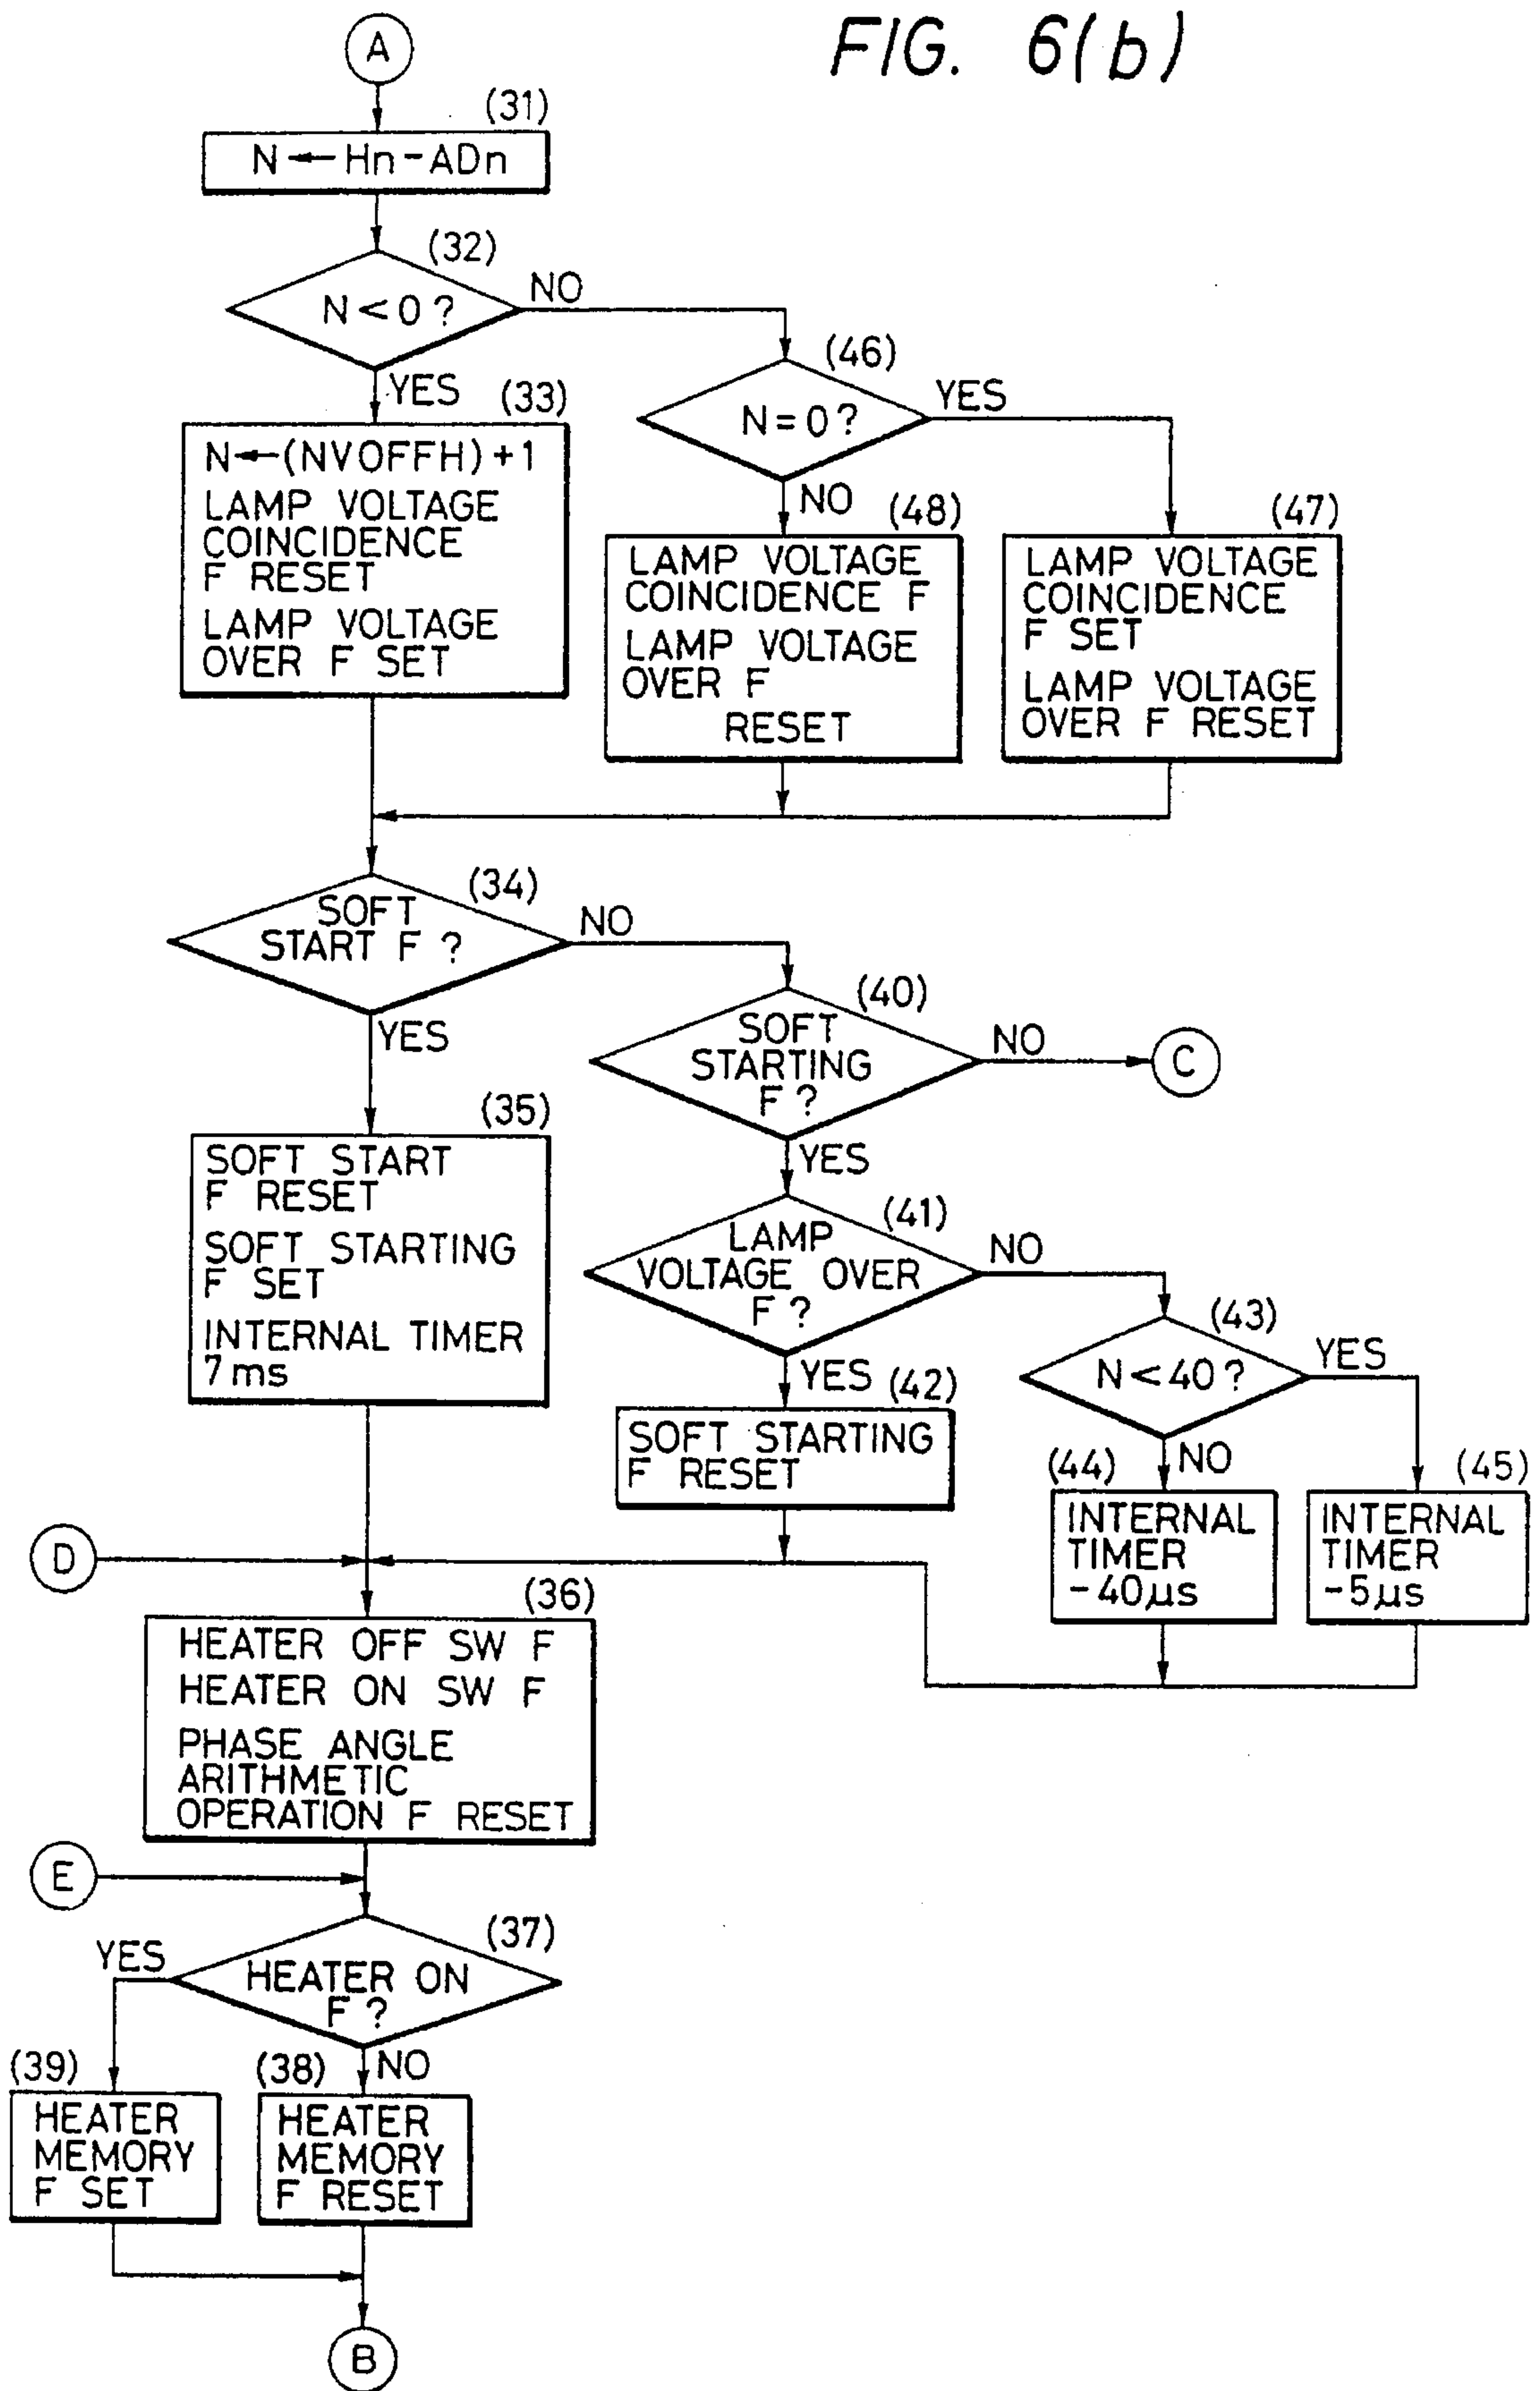 FIG. 6(b)
A
(31)
N←Hn-ADn
(32)
N<0?
NO
YES
(33)
N←(NVOFFH)+1
LAMP VOLTAGE
COINCIDENCE
F RESET
LAMP VOLTAGE
OVER F SET
(46)
N=0?
YES
NO
(48)
LAMP VOLTAGE
COINCIDENCE F
LAMP VOLTAGE
OVER F
RESET
(47)
LAMP VOLTAGE
COINCIDENCE
F SET
LAMP VOLTAGE
OVER F RESET
(34)
SOFT
START F ?
NO
YES
(35)
SOFT START
F RESET
SOFT STARTING
F SET
INTERNAL TIMER
7ms
(40)
SOFT
STARTING
F?
NO
C
YES
(41)
LAMP
VOLTAGE OVER
F?
NO
YES
(42)
SOFT STARTING
F RESET
(43)
N<40?
YES
NO
(44)
INTERNAL
TIMER
-40μs
(45)
INTERNAL
TIMER
-5μs
D
(36)
HEATER OFF SW F
HEATER ON SW F
PHASE ANGLE
ARITHMETIC
OPERATION F RESET
E
(37)
HEATER ON
F?
YES
NO
(39)
HEATER
MEMORY
F SET
(38)
HEATER
MEMORY
F RESET
B